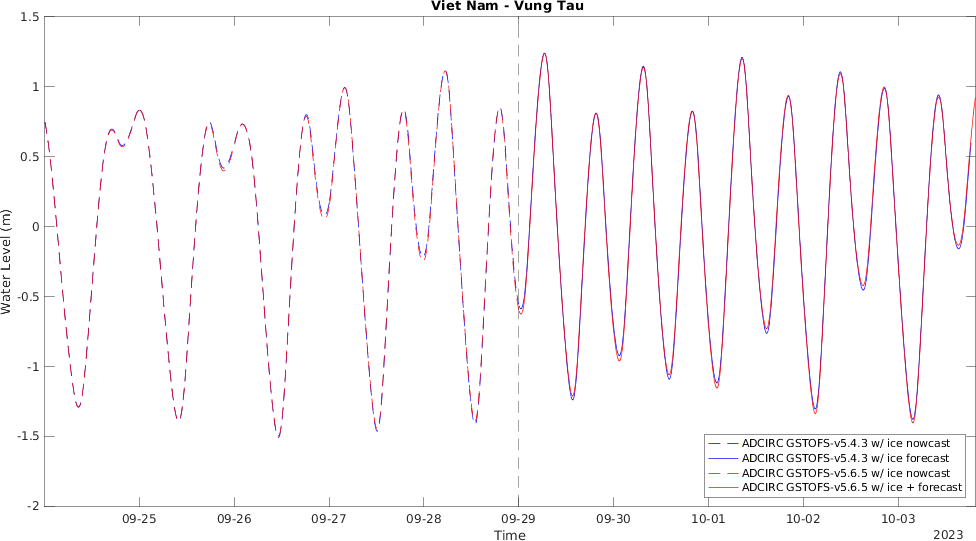 Viet Nam - Vung Tau
1.5
1
0.5
0
-0.5
-1
-1.5
-2
Water Level (m)
09-25
09-26
09-27
09-28
09-29
09-30
10-01
10-02
10-03
Time
2023
ADCIRC GSTOFS-v5.4.3 w/ ice nowcast
ADCIRC GSTOFS-v5.4.3 w/ ice forecast
ADCIRC GSTOFS-v5.6.5 w/ ice nowcast
ADCIRC GSTOFS-v5.6.5 w/ ice + forecast